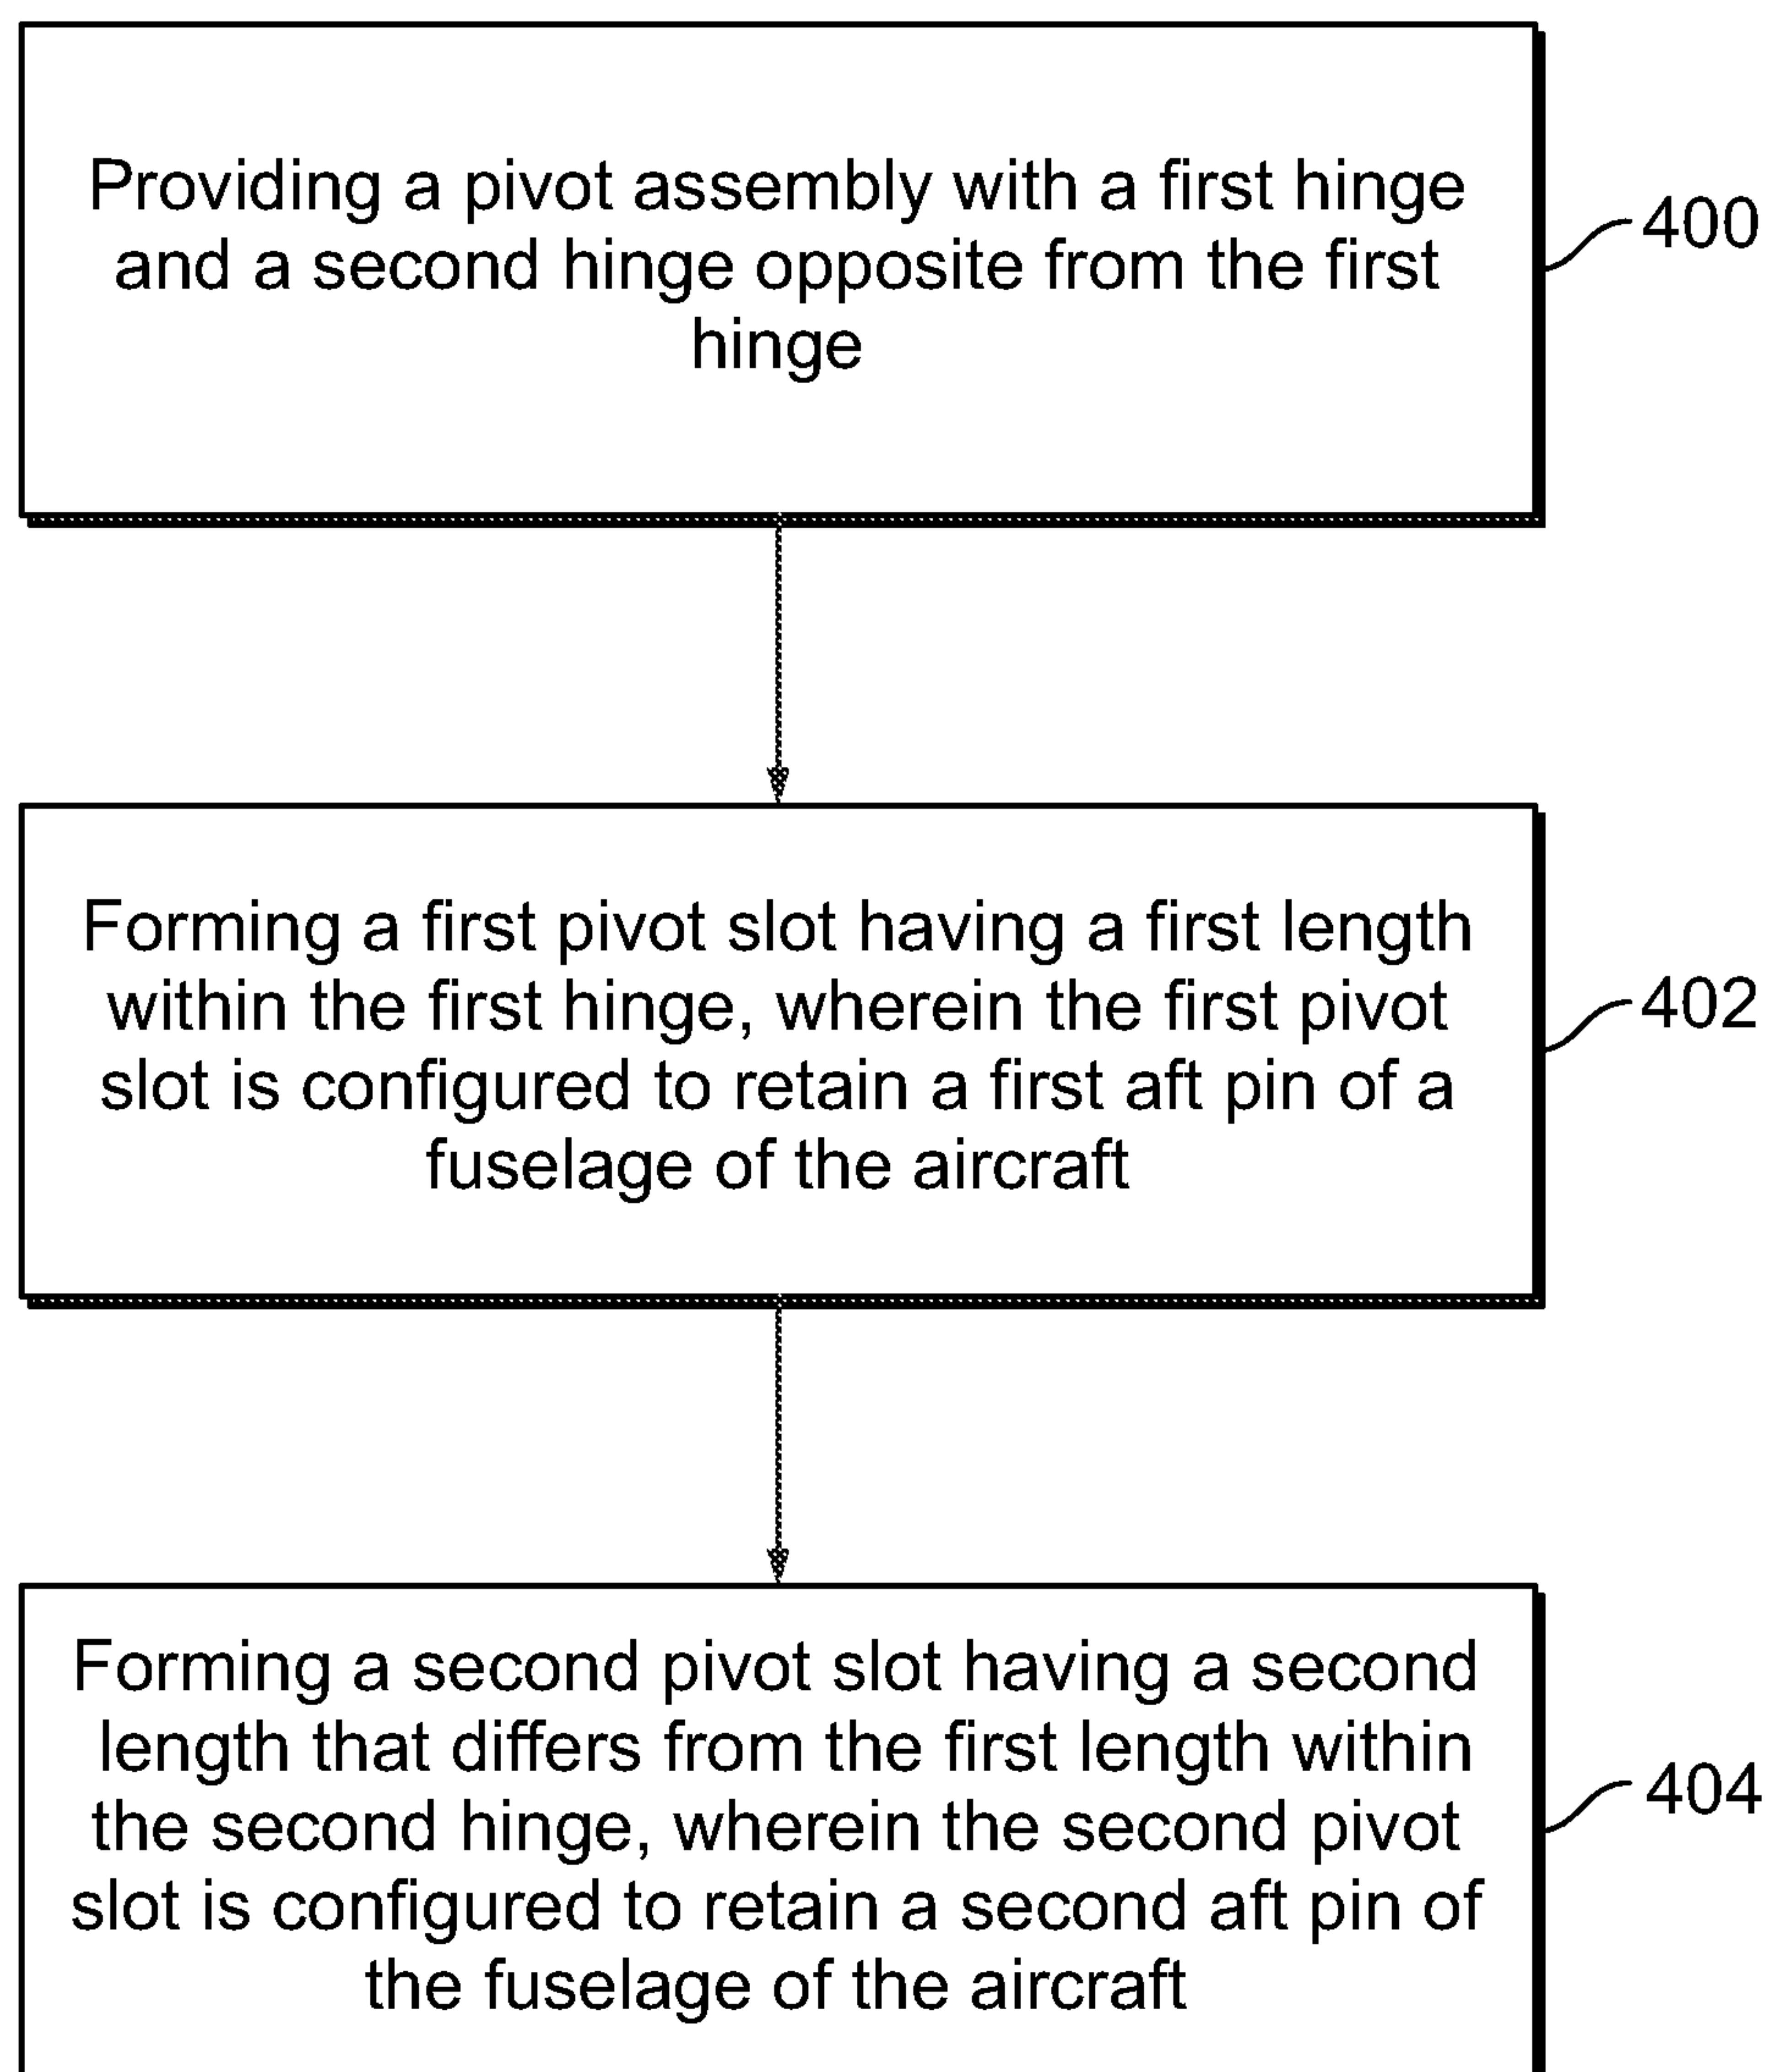 Providing a pivot assembly with a first hinge
and a second hinge opposite from the first
hinge
400
Forming a first pivot slot having a first length
within the first hinge, wherein the first pivot
slot is configured to retain a first aft pin of a
fuselage of the aircraft
402
Forming a second pivot slot having a second
length that differs from the first length within
the second hinge, wherein the second pivot
slot is configured to retain a second aft pin of
the fuselage of the aircraft
404